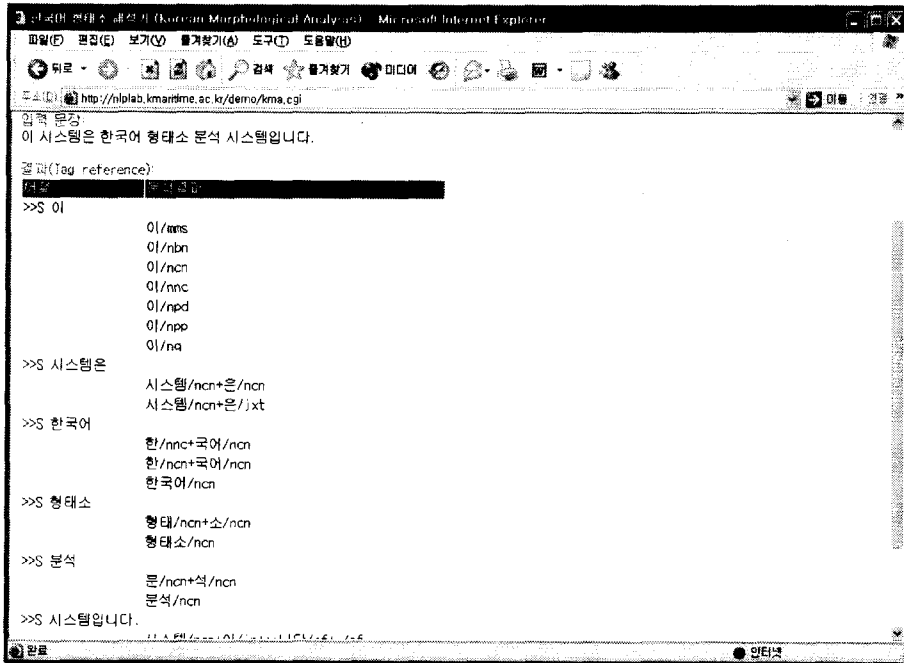 한국어 형태소 해석기 (Korean Morphological Analysis) - Microsoft Internet Explorer
파일(F) 편집(E) 보기(V) 즐겨찾기(A) 도구(T) 도움말(H)
뒤로 검색 즐겨찾기 미디어
주소(D) http://nlplab.kmaritime.ac.kr/demo/kma.cgi 이동 연결 »
입력 문장:
이 시스템은 한국어 형태소 분석 시스템입니다.
결과(Tag reference):
어절 분석결과
>>S 이
이/mms
이/nbn
이/ncn
이/nnc
이/npd
이/npp
이/nq
>>S 시스템은
시스템/ncn+은/ncn
시스템/ncn+은/jxt
>>S 한국어
한/nnc+국어/ncn
한/ncn+국어/ncn
한국어/ncn
>>S 형태소
형태/ncn+소/ncn
형태소/ncn
>>S 분석
문/ncn+석/ncn
분석/ncn
>>S 시스템입니다.
완료 인터넷